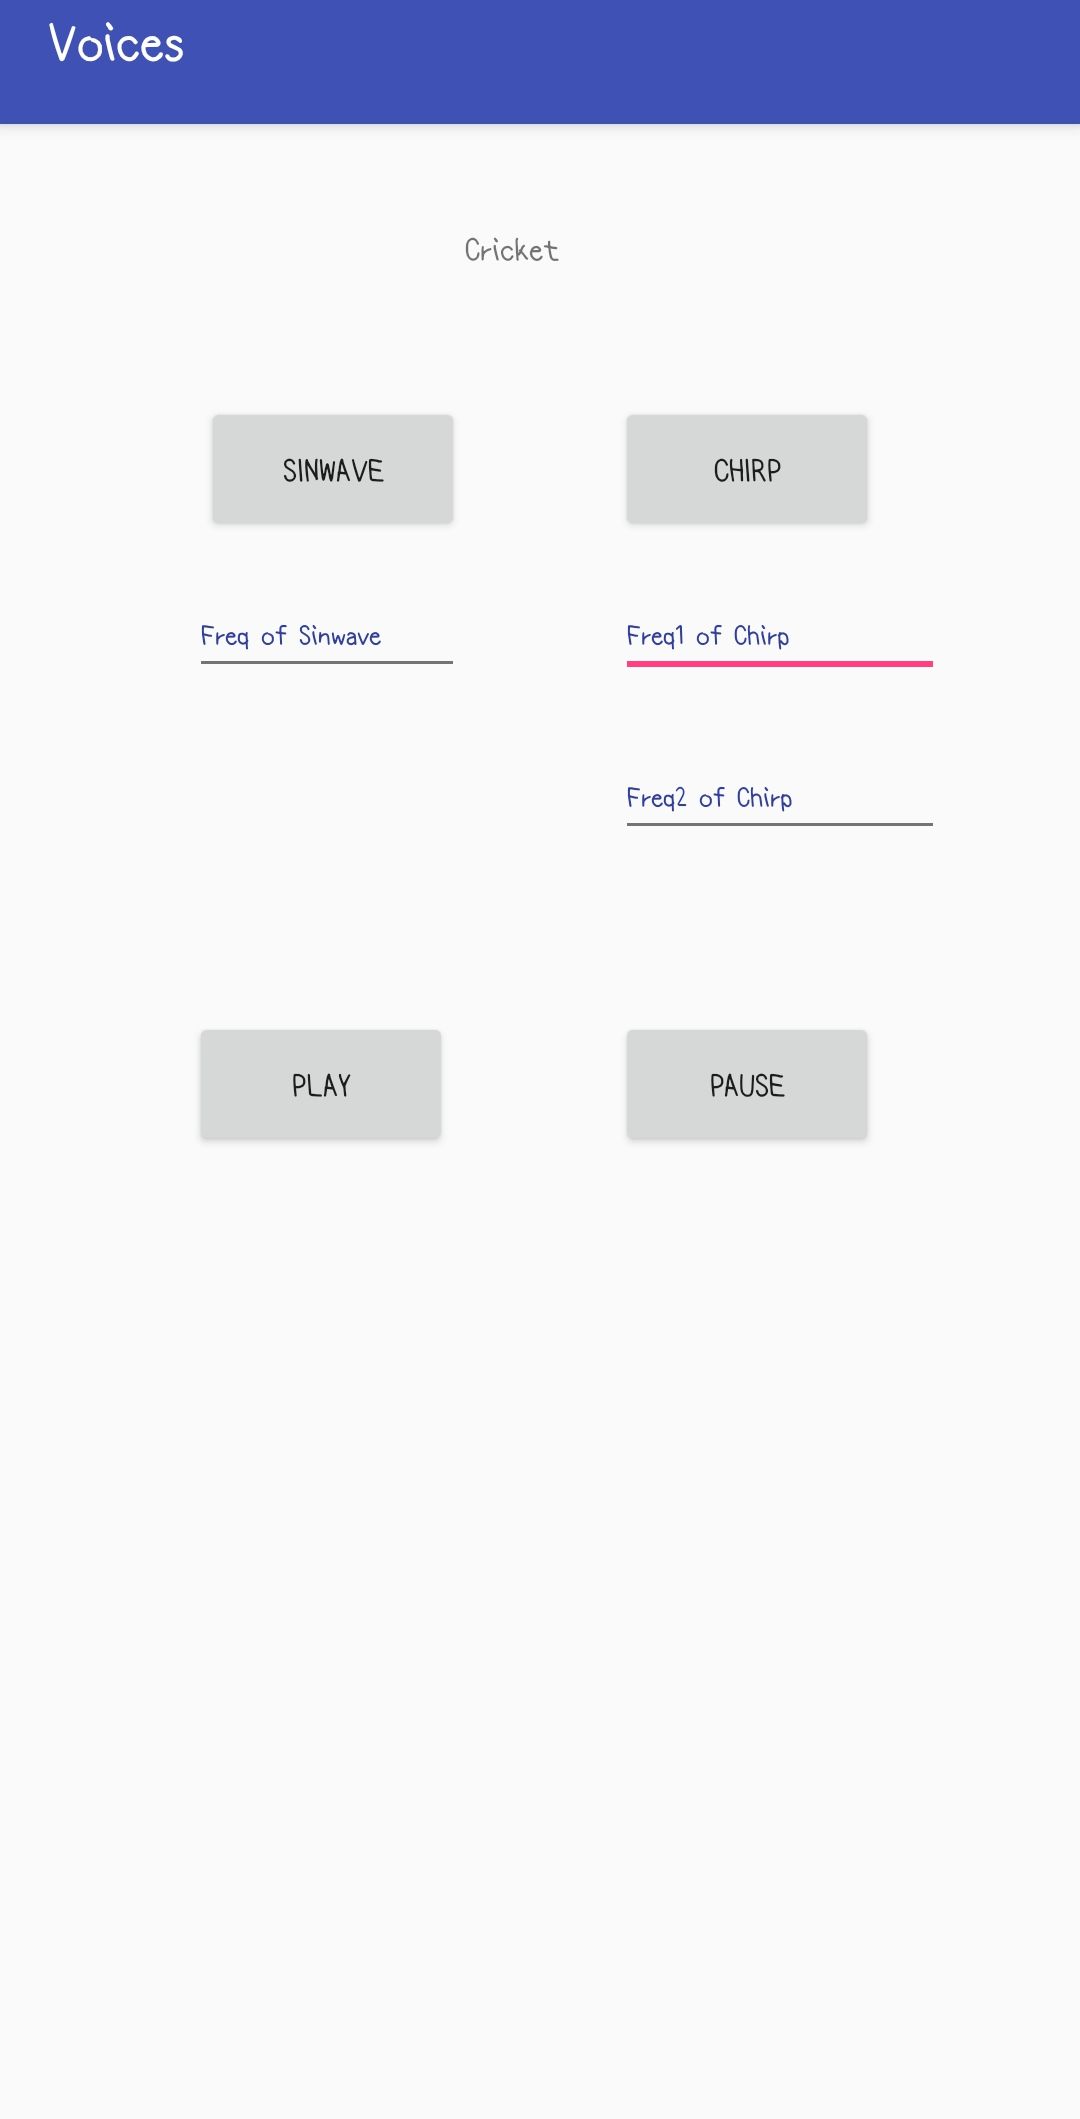 Voices
Cricket
SINWAVE
CHIRP
Freq of Sinwave
Freq1 of Chirp
Freq2 of Chirp
PLAY
PAUSE